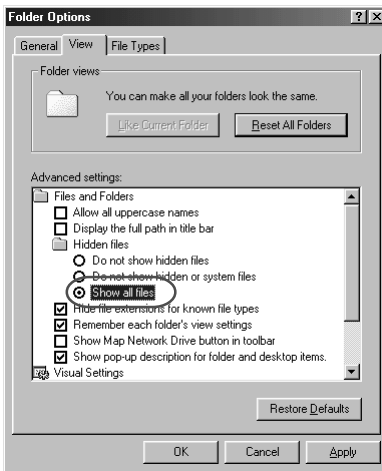 Folder Options
General View File Types
Folder views
You can make all your folders look the same.
Like Current Folder Reset All Folders
Advanced settings:
Files and Folders
Allow all uppercase names
Display the full path in title bar
Hidden files
Do not show hidden files
Do not show hidden or system files
Show all files
Hide file extensions for known file types
Remember each folder's view settings
Show Map Network Drive button in toolbar
Show pop-up description for folder and desktop items.
Visual Settings
Restore Defaults
OK Cancel Apply